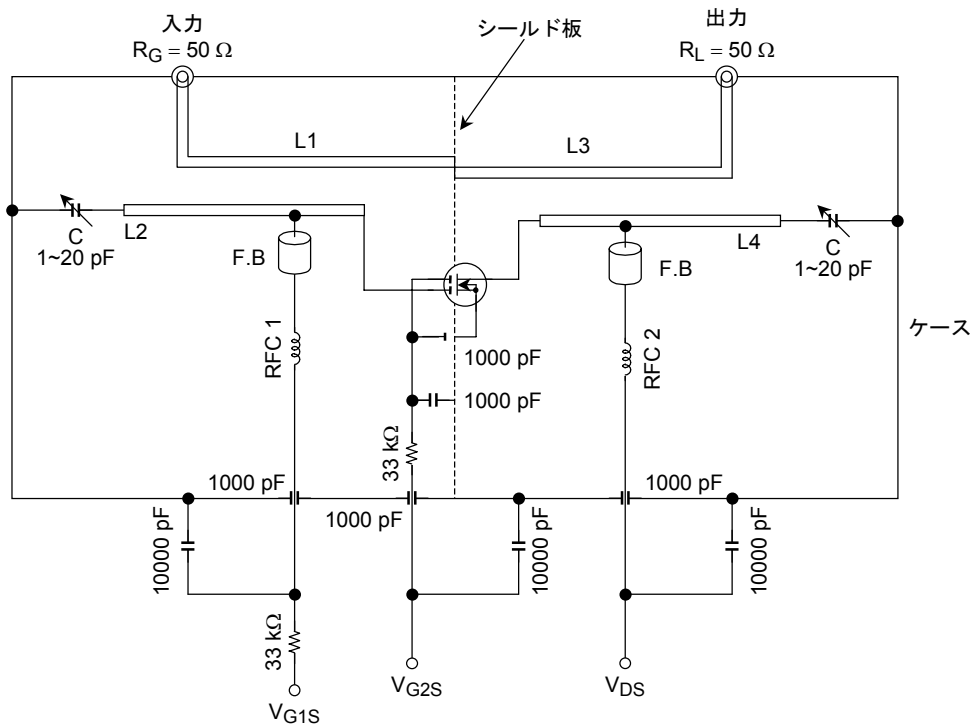 入力
R_G = 50 Ω
シールド板
出力
R_L = 50 Ω
L1
L3
C
1~20 pF
L2
F.B
L4
F.B
C
1~20 pF
RFC 1
1000 pF
RFC 2
ケース
1000 pF
33 kΩ
1000 pF
1000 pF
1000 pF
10000 pF
10000 pF
10000 pF
33 kΩ
V_G1S
V_G2S
V_DS